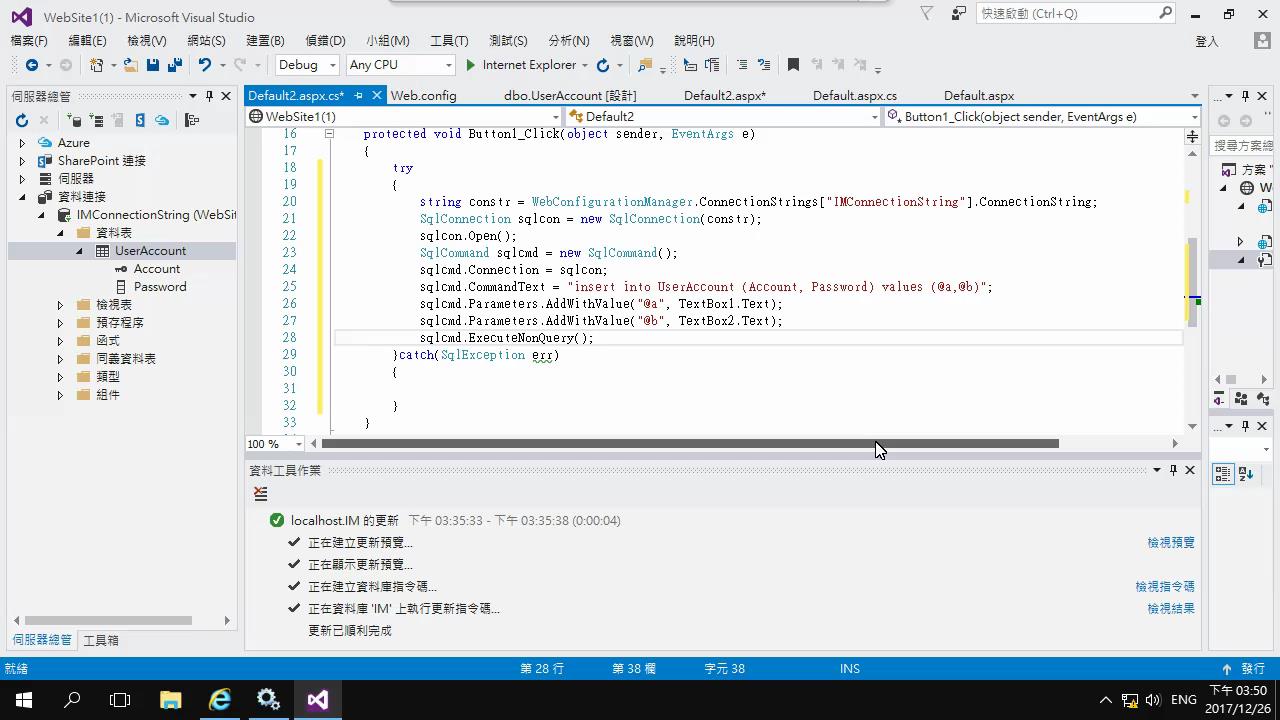 WebSite1(1) - Microsoft Visual Studio
快速啟動 (Ctrl+Q)
檔案(F) 編輯(E) 檢視(V) 網站(S) 建置(B) 偵錯(D) 小組(M) 工具(T) 測試(S) 分析(N) 視窗(W) 說明(H) 登入
Debug Any CPU Internet Explorer
伺服器總管
Default2.aspx.cs* Web.config dbo.UserAccount [設計] Default2.aspx* Default.aspx.cs Default.aspx
WebSite1(1) Default2 Button1_Click(object sender, EventArgs e)
Azure
SharePoint 連接
伺服器
資料連接
IMConnectionString (WebSit
資料表
UserAccount
Account
Password
檢視表
預存程序
函式
同義資料表
類型
組件
16 protected void Button1_Click(object sender, EventArgs e)
17 {
18 try
19 {
20 string constr = WebConfigurationManager.ConnectionStrings["IMConnectionString"].ConnectionString;
21 SqlConnection sqlcon = new SqlConnection(constr);
22 sqlcon.Open();
23 SqlCommand sqlcmd = new SqlCommand();
24 sqlcmd.Connection = sqlcon;
25 sqlcmd.CommandText = "insert into UserAccount (Account, Password) values (@a,@b)";
26 sqlcmd.Parameters.AddWithValue("@a", TextBox1.Text);
27 sqlcmd.Parameters.AddWithValue("@b", TextBox2.Text);
28 sqlcmd.ExecuteNonQuery();
29 }catch(SqlException err)
30 {
31
32 }
33 }
100 %
搜尋方案總
方案 "
資料工具作業
localhost.IM 的更新 下午 03:35:33 - 下午 03:35:38 (0:00:04)
正在建立更新預覽... 檢視預覽
正在顯示更新預覽...
正在建立資料庫指令碼... 檢視指令碼
正在資料庫 'IM' 上執行更新指令碼... 檢視結果
更新已順利完成
伺服器總管 工具箱
就緒 第 28 行 第 38 欄 字元 38 INS 發行
ENG
下午 03:50
2017/12/26